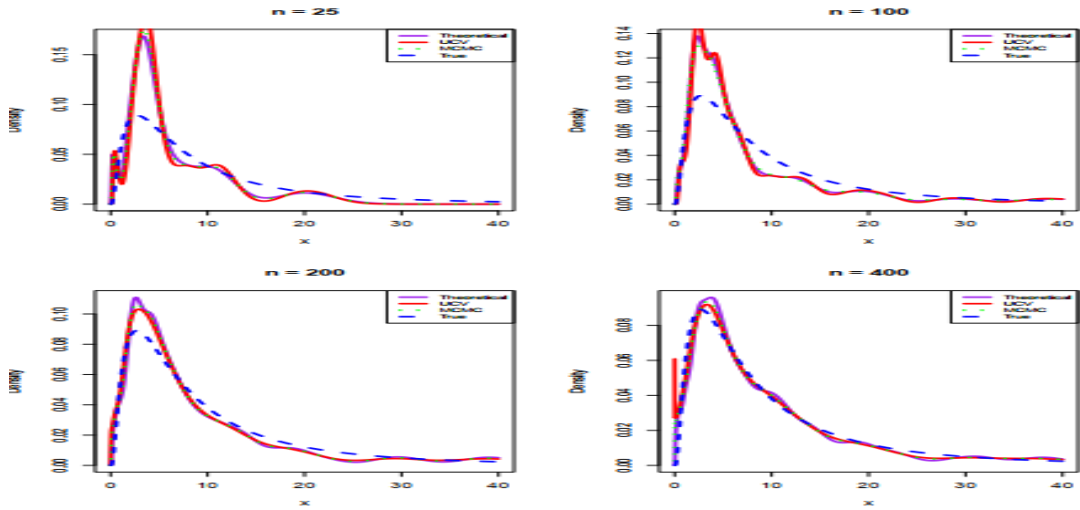 n = 25
Density
0.00 0.05 0.10 0.15
0 10 20 30 40
x
Theoretical
UCV
MCMC
True
n = 100
Density
0.00 0.02 0.04 0.06 0.08 0.10 0.12 0.14
0 10 20 30 40
x
Theoretical
UCV
MCMC
True
n = 200
Density
0.00 0.02 0.04 0.06 0.08 0.10
0 10 20 30 40
x
Theoretical
UCV
MCMC
True
n = 400
Density
0.00 0.02 0.04 0.06 0.08
0 10 20 30 40
x
Theoretical
UCV
MCMC
True